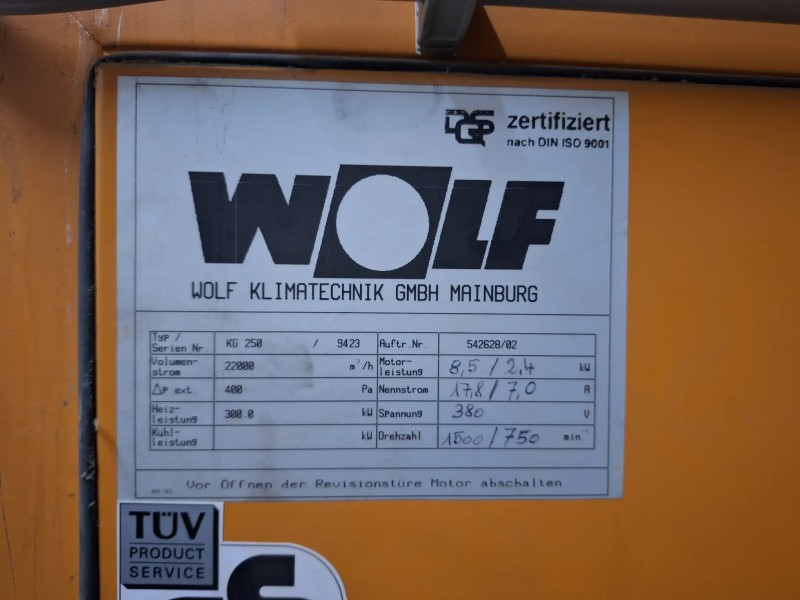 DQS zertifiziert
nach DIN ISO 9001
WOLF
WOLF KLIMATECHNIK GMBH MAINBURG
Typ / Serien Nr. KG 250 / 9423 Auftr.Nr. 542628/02
Volumen-strom 22000 m³/h Motor-leistung 8,5 / 2,4 kW
Δp ext. 400 Pa Nennstrom 17,8 / 7,0 A
Heiz-leistung 300.0 kW Spannung 380 V
Kühl-leistung kW Drehzahl 1500 / 750 min⁻¹
Vor Öffnen der Revisionstüre Motor abschalten
TÜV
PRODUCT
SERVICE